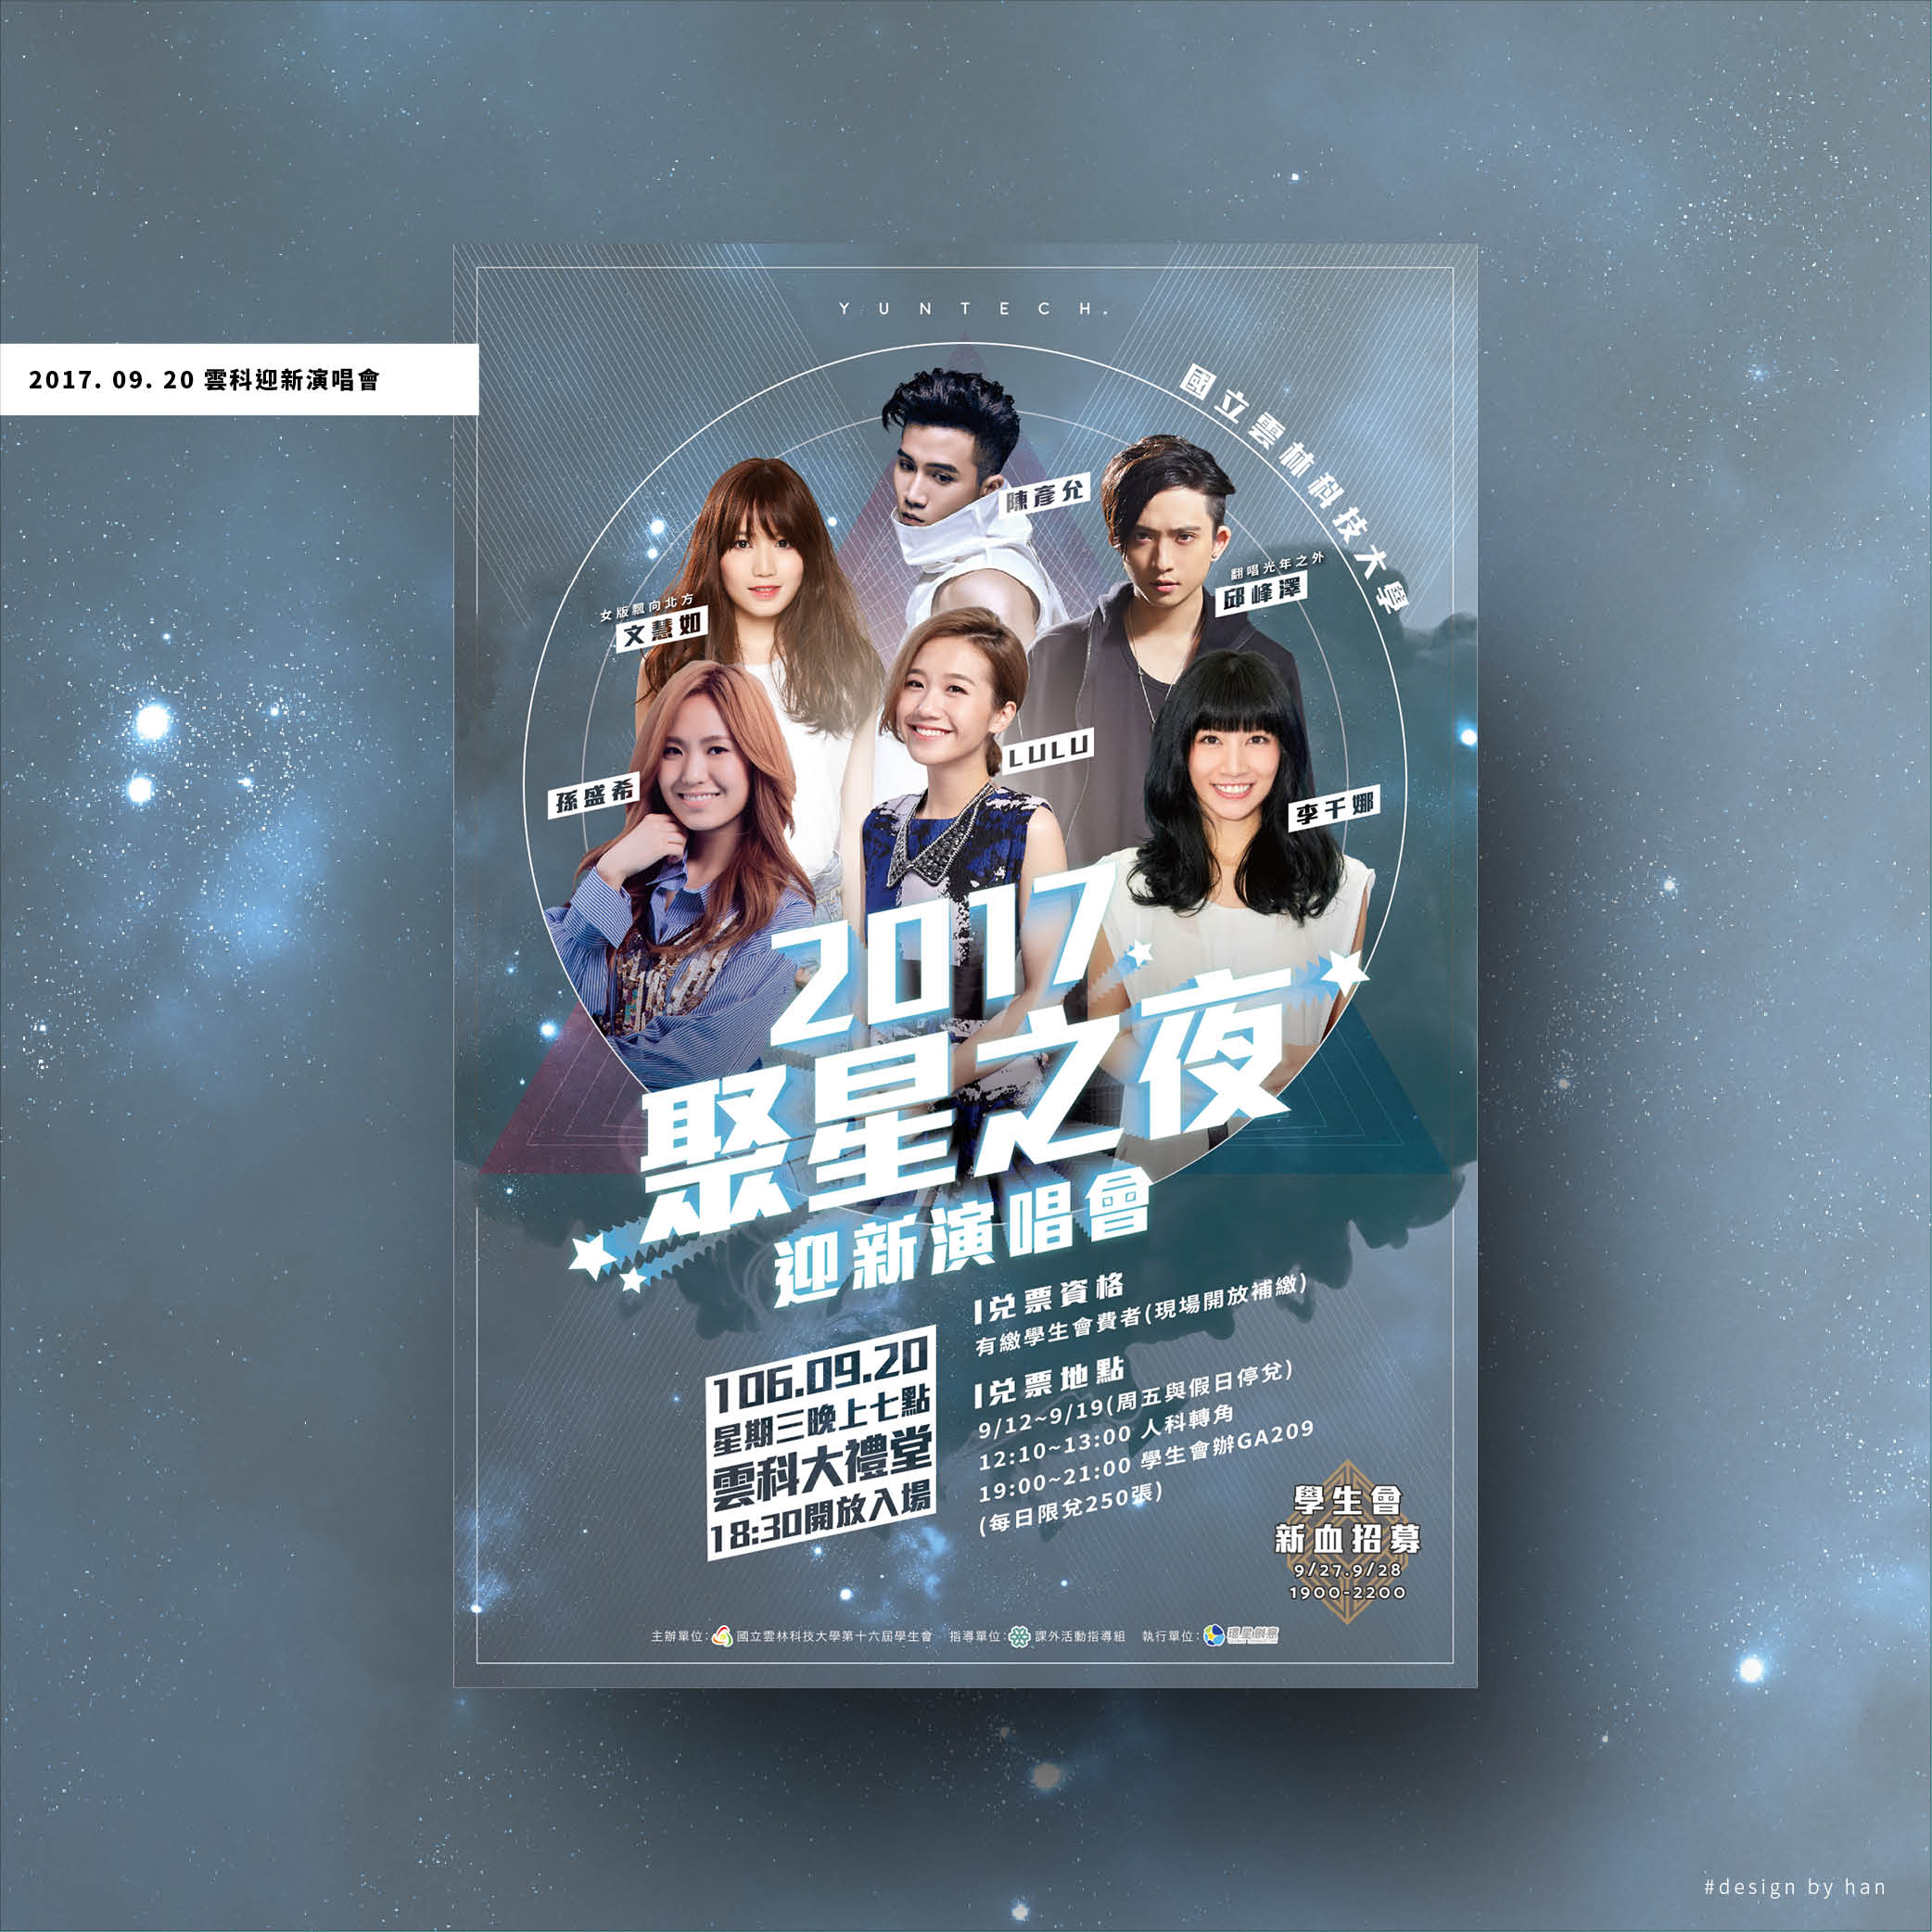 YUNTECH.
2017. 09. 20 雲科迎新演唱會
國立雲林科技大學
陳彥允
翻唱光年之外
邱峰澤
女版飄向北方
文慧如
LULU
孫盛希
李千娜
2017
聚星之夜
迎新演唱會
兌票資格
有繳學生會費者(現場開放補繳)
兌票地點
9/12~9/19(周五與假日停兌)
12:10~13:00 人科轉角
19:00~21:00 學生會辦GA209
(每日限兌250張)
106.09.20
星期三晚上七點
雲科大禮堂
18:30開放入場
學生會
新血招募
9/27.9/28
1900-2200
主辦單位: 國立雲林科技大學第十六屆學生會 指導單位: 課外活動指導組 執行單位: 環星創意
#design by han